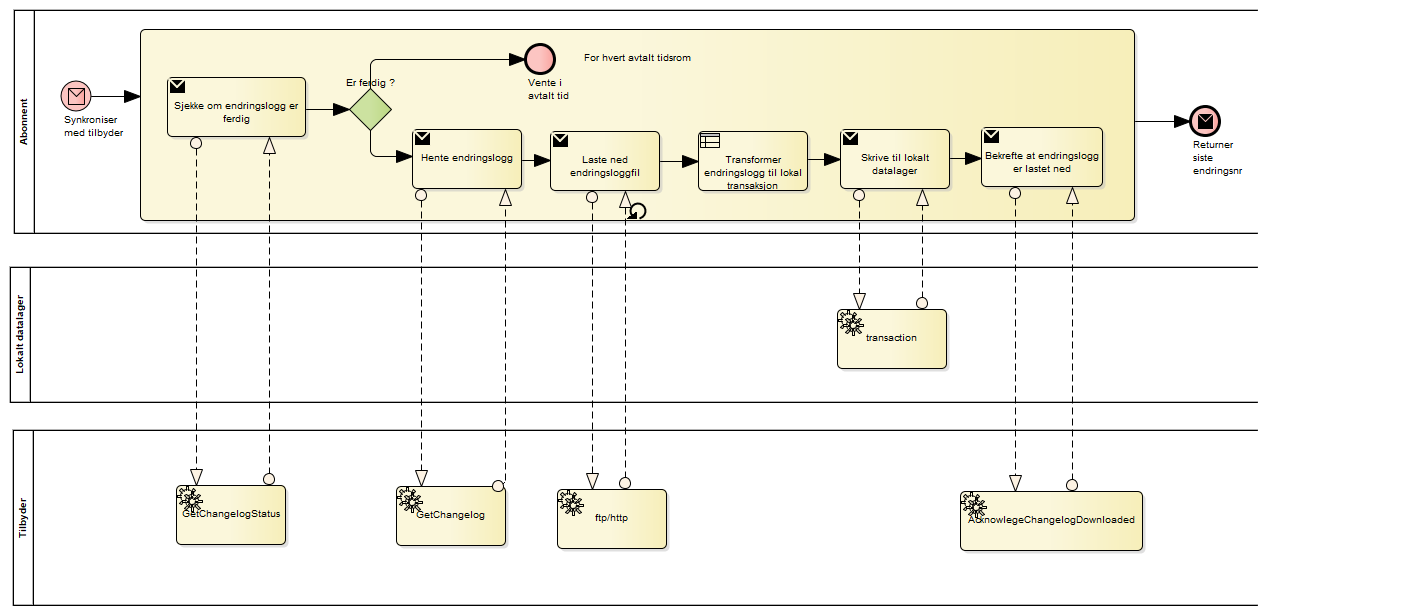 Abonnent
Synkroniser
med tilbyder
Sjekke om endringslogg er
ferdig
Er ferdig ?
Vente i
avtalt tid
For hvert avtalt tidsrom
Hente endringslogg
Laste ned
endringsloggfil
Transformer
endringslogg til lokal
transaksjon
Skrive til lokalt
datalager
Bekrefte at endringslogg
er lastet ned
Returner
siste
endringsnr
Lokalt datalager
transaction
Tilbyder
GetChangelogStatus
GetChangelog
ftp/http
AcknowlegeChangelogDownloaded